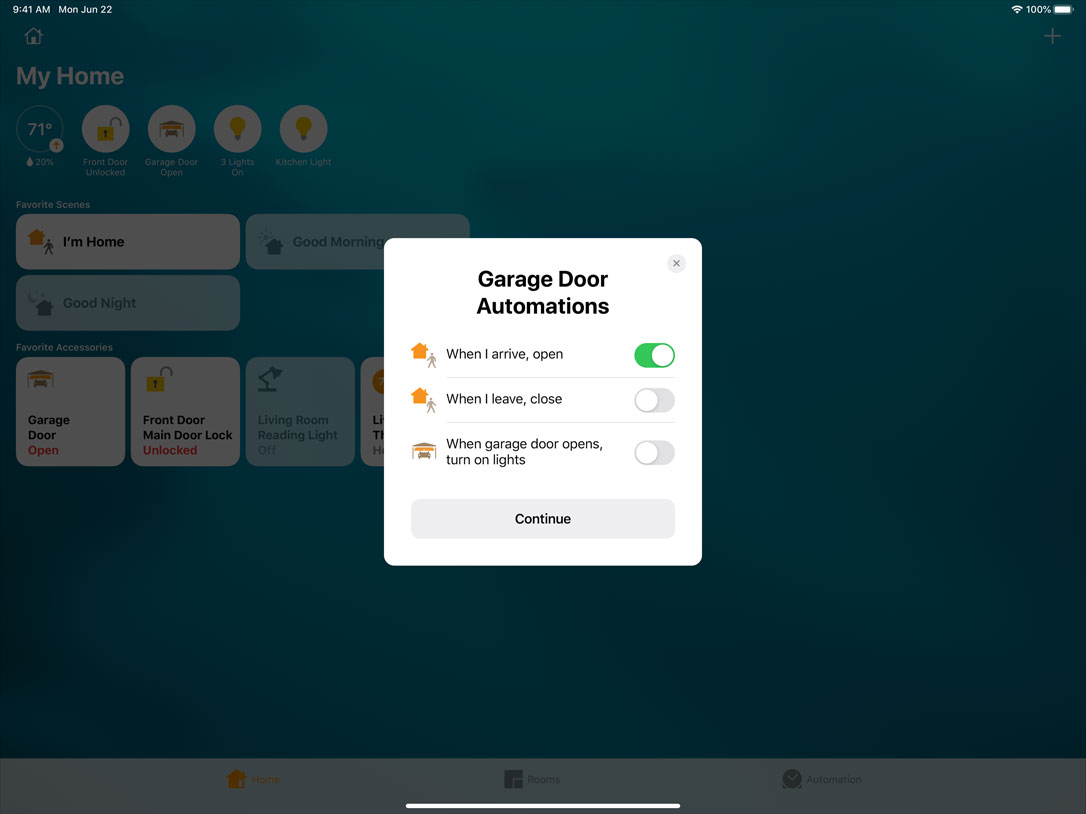 9:41 AM Mon Jun 22
100%
My Home
71°
20%
Front Door
Unlocked
Garage Door
Open
3 Lights
On
Kitchen Light
Favorite Scenes
I'm Home
Good Morning
Good Night
Favorite Accessories
Garage
Door
Open
Front Door
Main Door Lock
Unlocked
Living Room
Reading Light
Off
Li
Th
He
Garage Door
Automations
When I arrive, open
When I leave, close
When garage door opens,
turn on lights
Continue
Home
Rooms
Automation